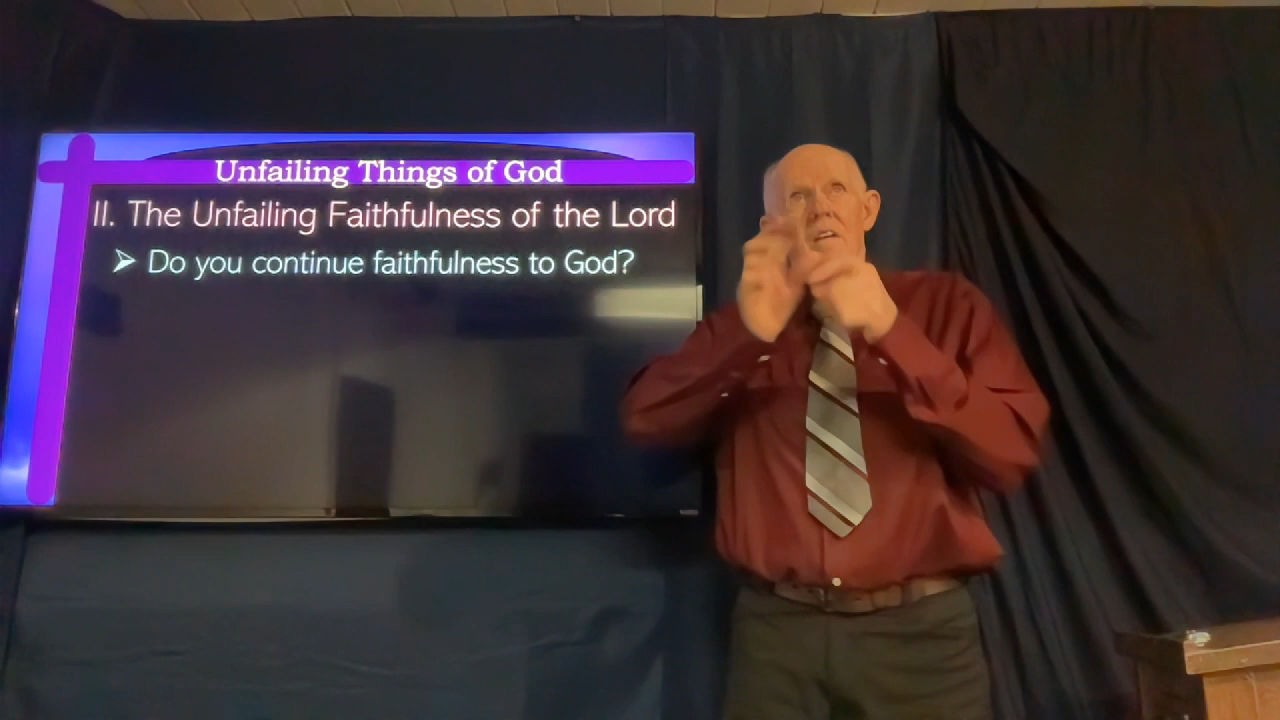 Unfailing Things of God
II. The Unfailing Faithfulness of the Lord
➢ Do you continue faithfulness to God?